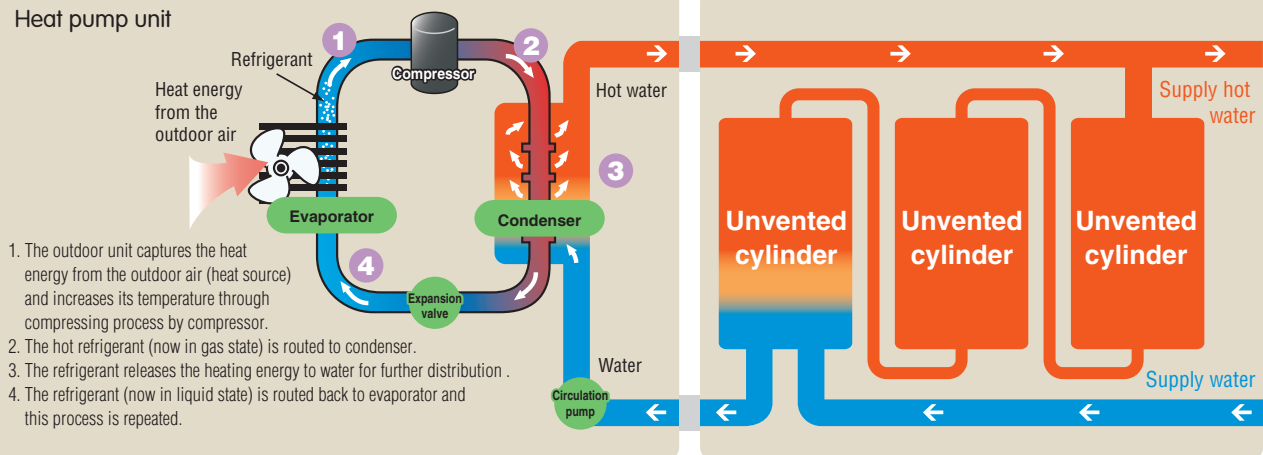 Heat pump unit
1
2
Refrigerant
Compressor
Heat energy
from the
outdoor air
Hot water
3
Evaporator
Condenser
4
Expansion
valve
Water
Circulation
pump
1. The outdoor unit captures the heat
energy from the outdoor air (heat source)
and increases its temperature through
compressing process by compressor.
2. The hot refrigerant (now in gas state) is routed to condenser.
3. The refrigerant releases the heating energy to water for further distribution .
4. The refrigerant (now in liquid state) is routed back to evaporator and
this process is repeated.
Supply hot
water
Unvented
cylinder
Unvented
cylinder
Unvented
cylinder
Supply water